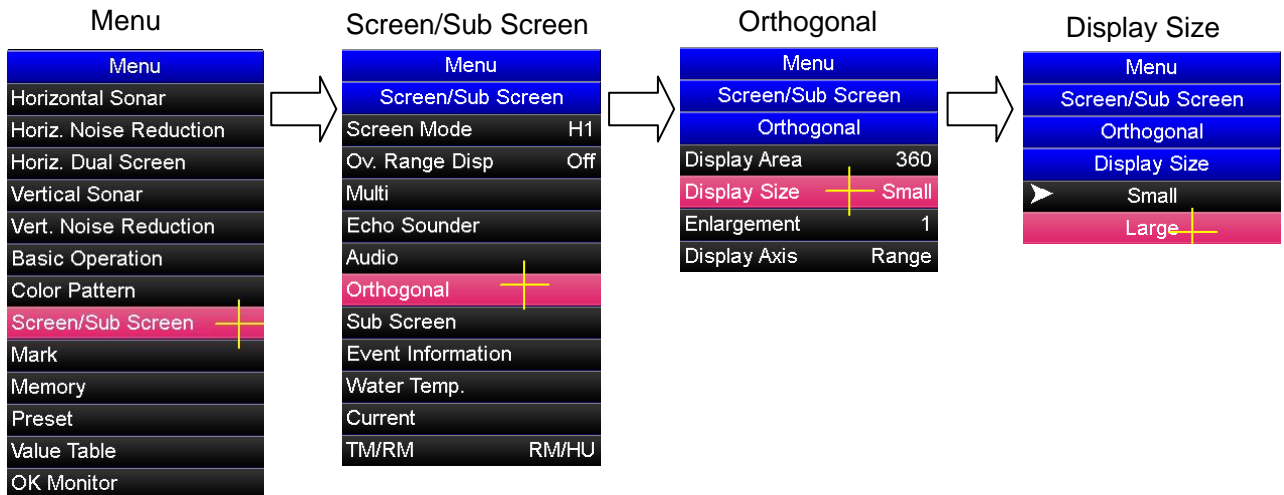 Menu
Menu
Horizontal Sonar
Horiz. Noise Reduction
Horiz. Dual Screen
Vertical Sonar
Vert. Noise Reduction
Basic Operation
Color Pattern
Screen/Sub Screen
Mark
Memory
Preset
Value Table
OK Monitor
Screen/Sub Screen
Menu
Screen/Sub Screen
Screen Mode H1
Ov. Range Disp Off
Multi
Echo Sounder
Audio
Orthogonal
Sub Screen
Event Information
Water Temp.
Current
TM/RM RM/HU
Orthogonal
Menu
Screen/Sub Screen
Orthogonal
Display Area 360
Display Size Small
Enlargement 1
Display Axis Range
Display Size
Menu
Screen/Sub Screen
Orthogonal
Display Size
Small
Large